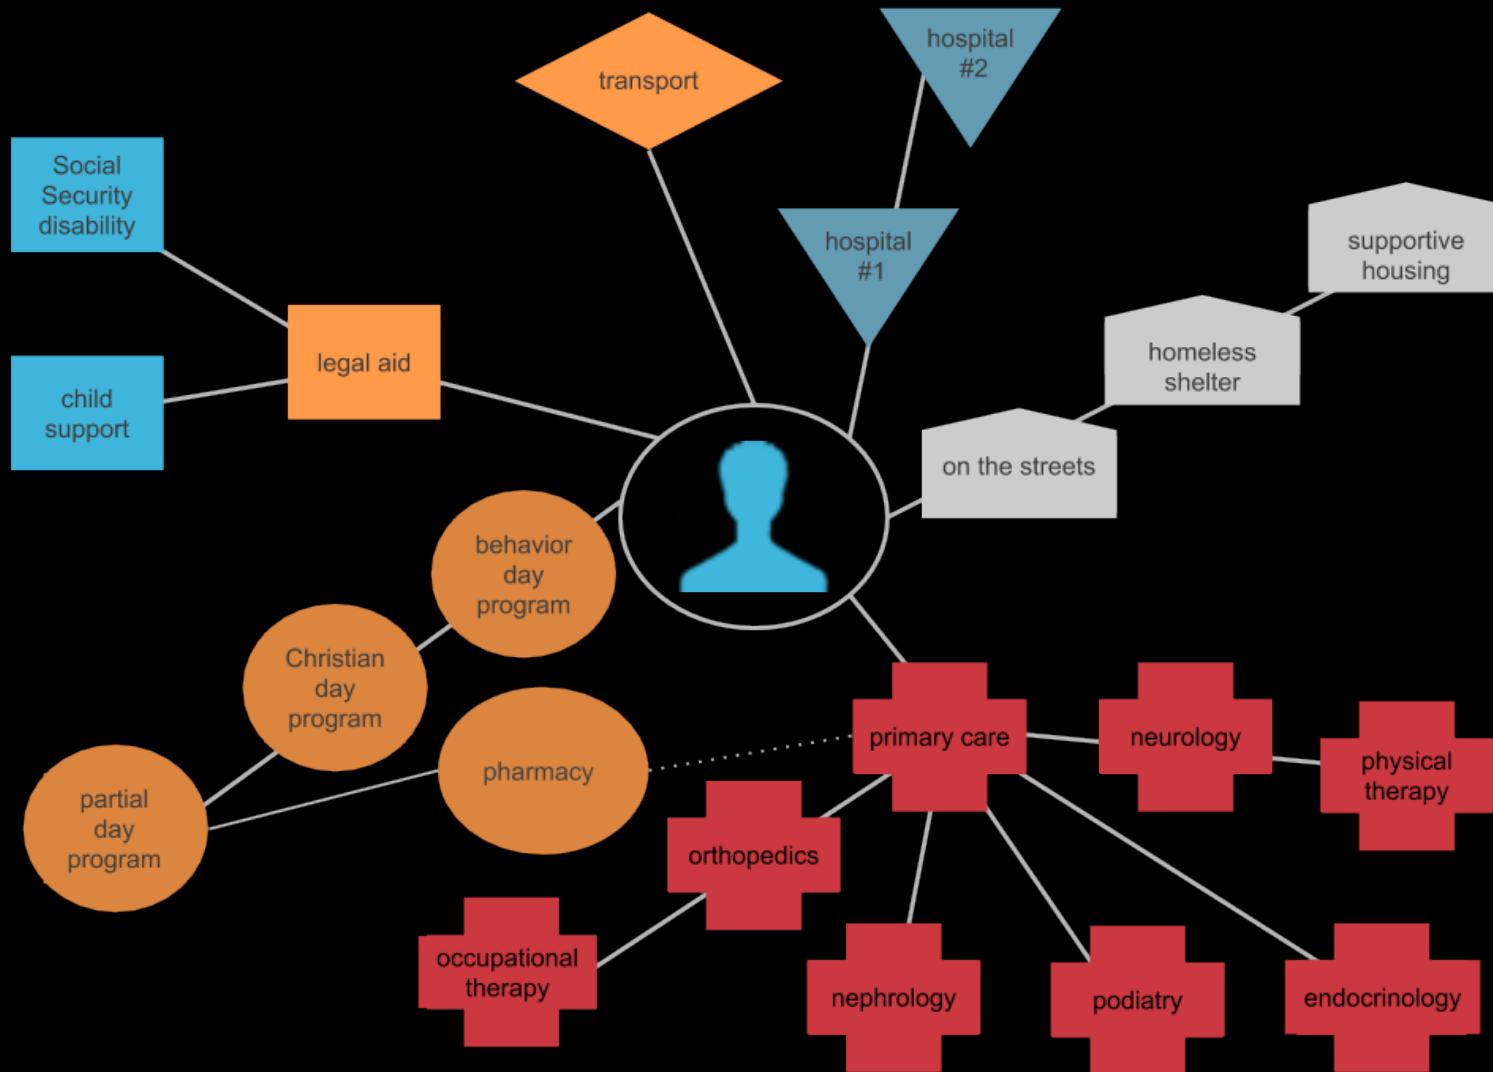 hospital
#2
transport
Social
Security
disability
hospital
#1
supportive
housing
homeless
shelter
legal aid
child
support
on the streets
behavior
day
program
Christian
day
program
pharmacy
partial
day
program
primary care
neurology
physical
therapy
orthopedics
occupational
therapy
nephrology
podiatry
endocrinology